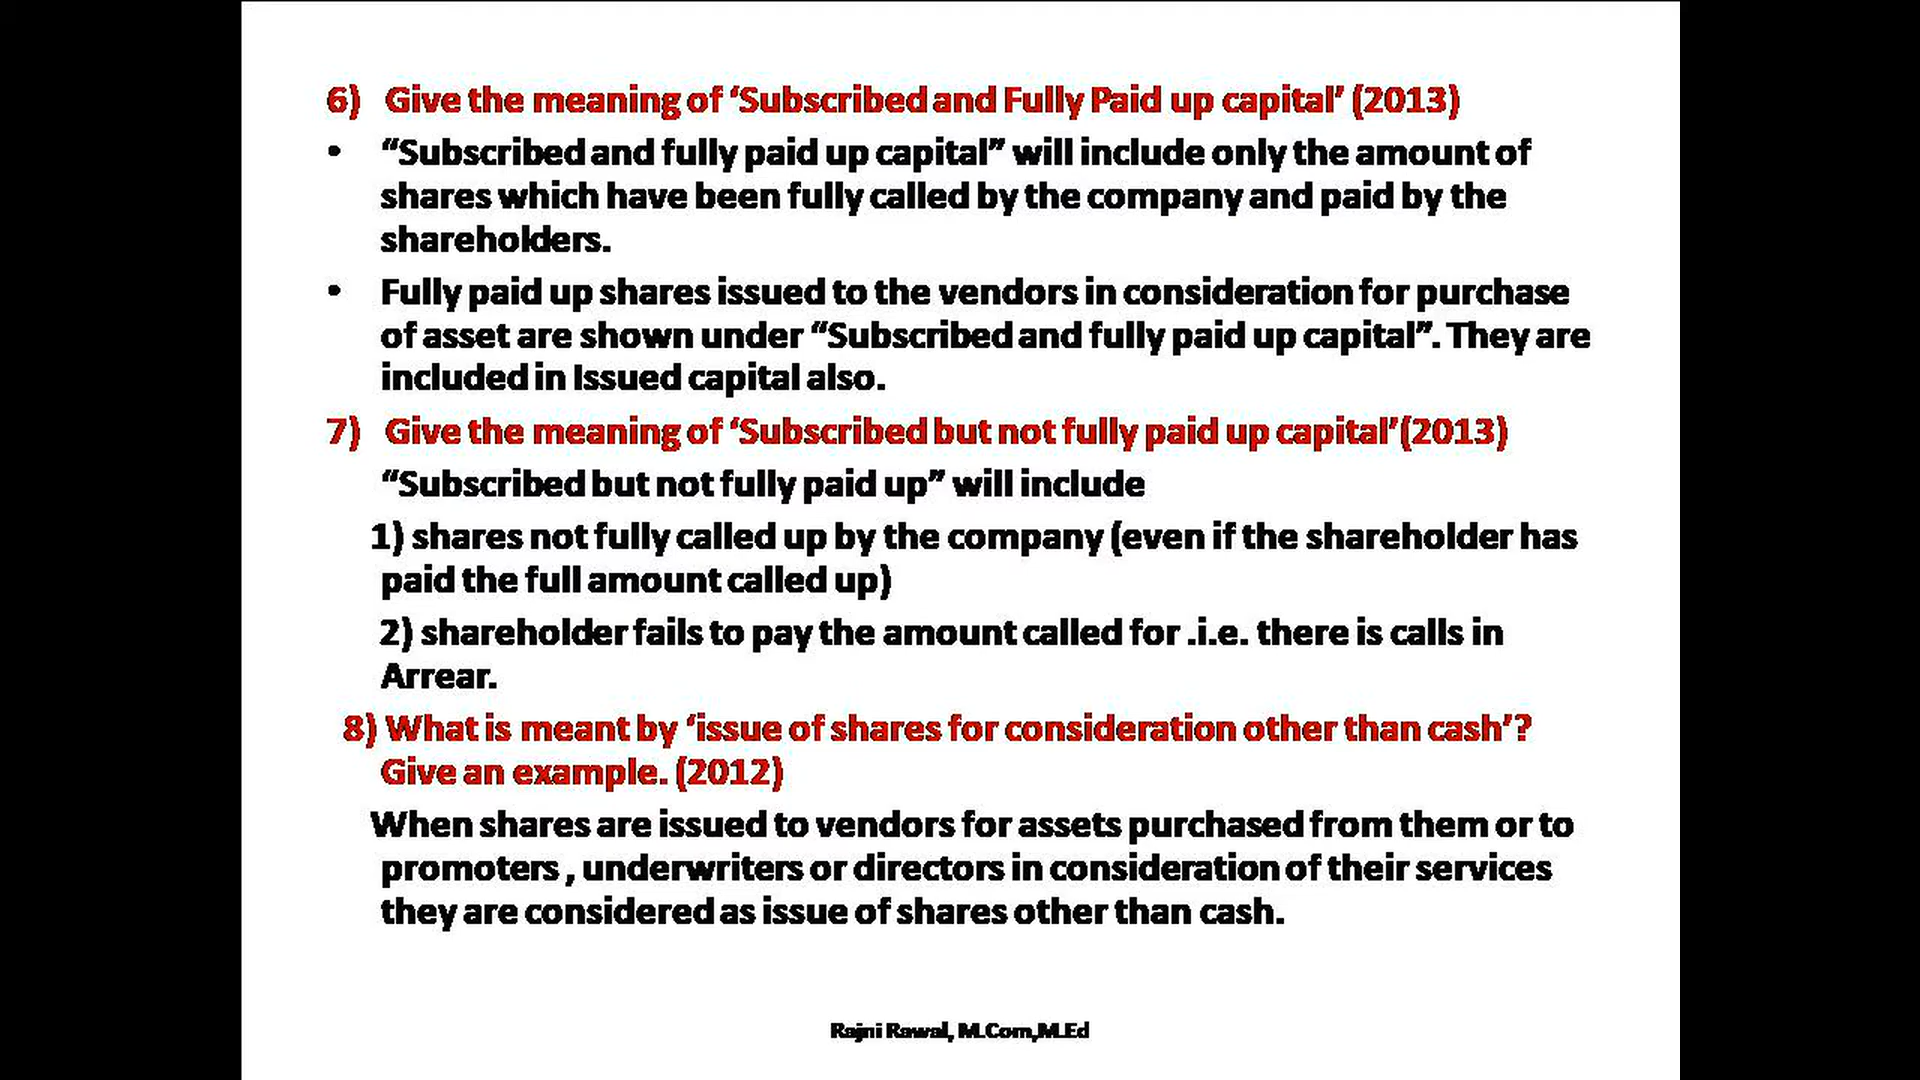 6) Give the meaning of ‘Subscribed and Fully Paid up capital’ (2013)
• “Subscribed and fully paid up capital” will include only the amount of
shares which have been fully called by the company and paid by the
shareholders.
• Fully paid up shares issued to the vendors in consideration for purchase
of asset are shown under “Subscribed and fully paid up capital”. They are
included in Issued capital also.
7) Give the meaning of ‘Subscribed but not fully paid up capital’(2013)
“Subscribed but not fully paid up” will include
1) shares not fully called up by the company (even if the shareholder has
paid the full amount called up)
2) shareholder fails to pay the amount called for .i.e. there is calls in
Arrear.
8) What is meant by ‘issue of shares for consideration other than cash’?
Give an example. (2012)
When shares are issued to vendors for assets purchased from them or to
promoters , underwriters or directors in consideration of their services
they are considered as issue of shares other than cash.
Rajni Rawal, M.Com,M.Ed